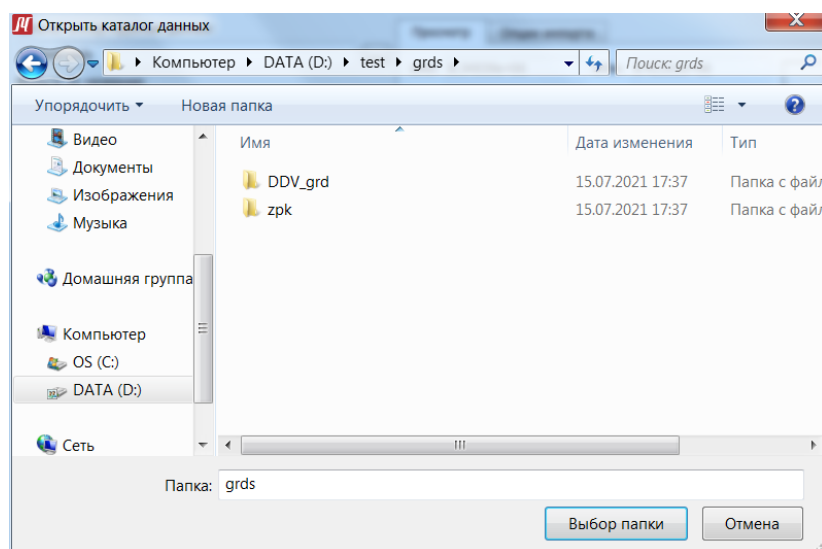 Открыть каталог данных
Компьютер DATA (D:) test grds Поиск: grds
Упорядочить Новая папка
Имя Дата изменения Тип
Видео
Документы
Изображения
Музыка
DDV_grd 15.07.2021 17:37 Папка с файл
zpk 15.07.2021 17:37 Папка с файл
Домашняя группа
Компьютер
OS (C:)
DATA (D:)
Сеть
Папка: grds
Выбор папки Отмена